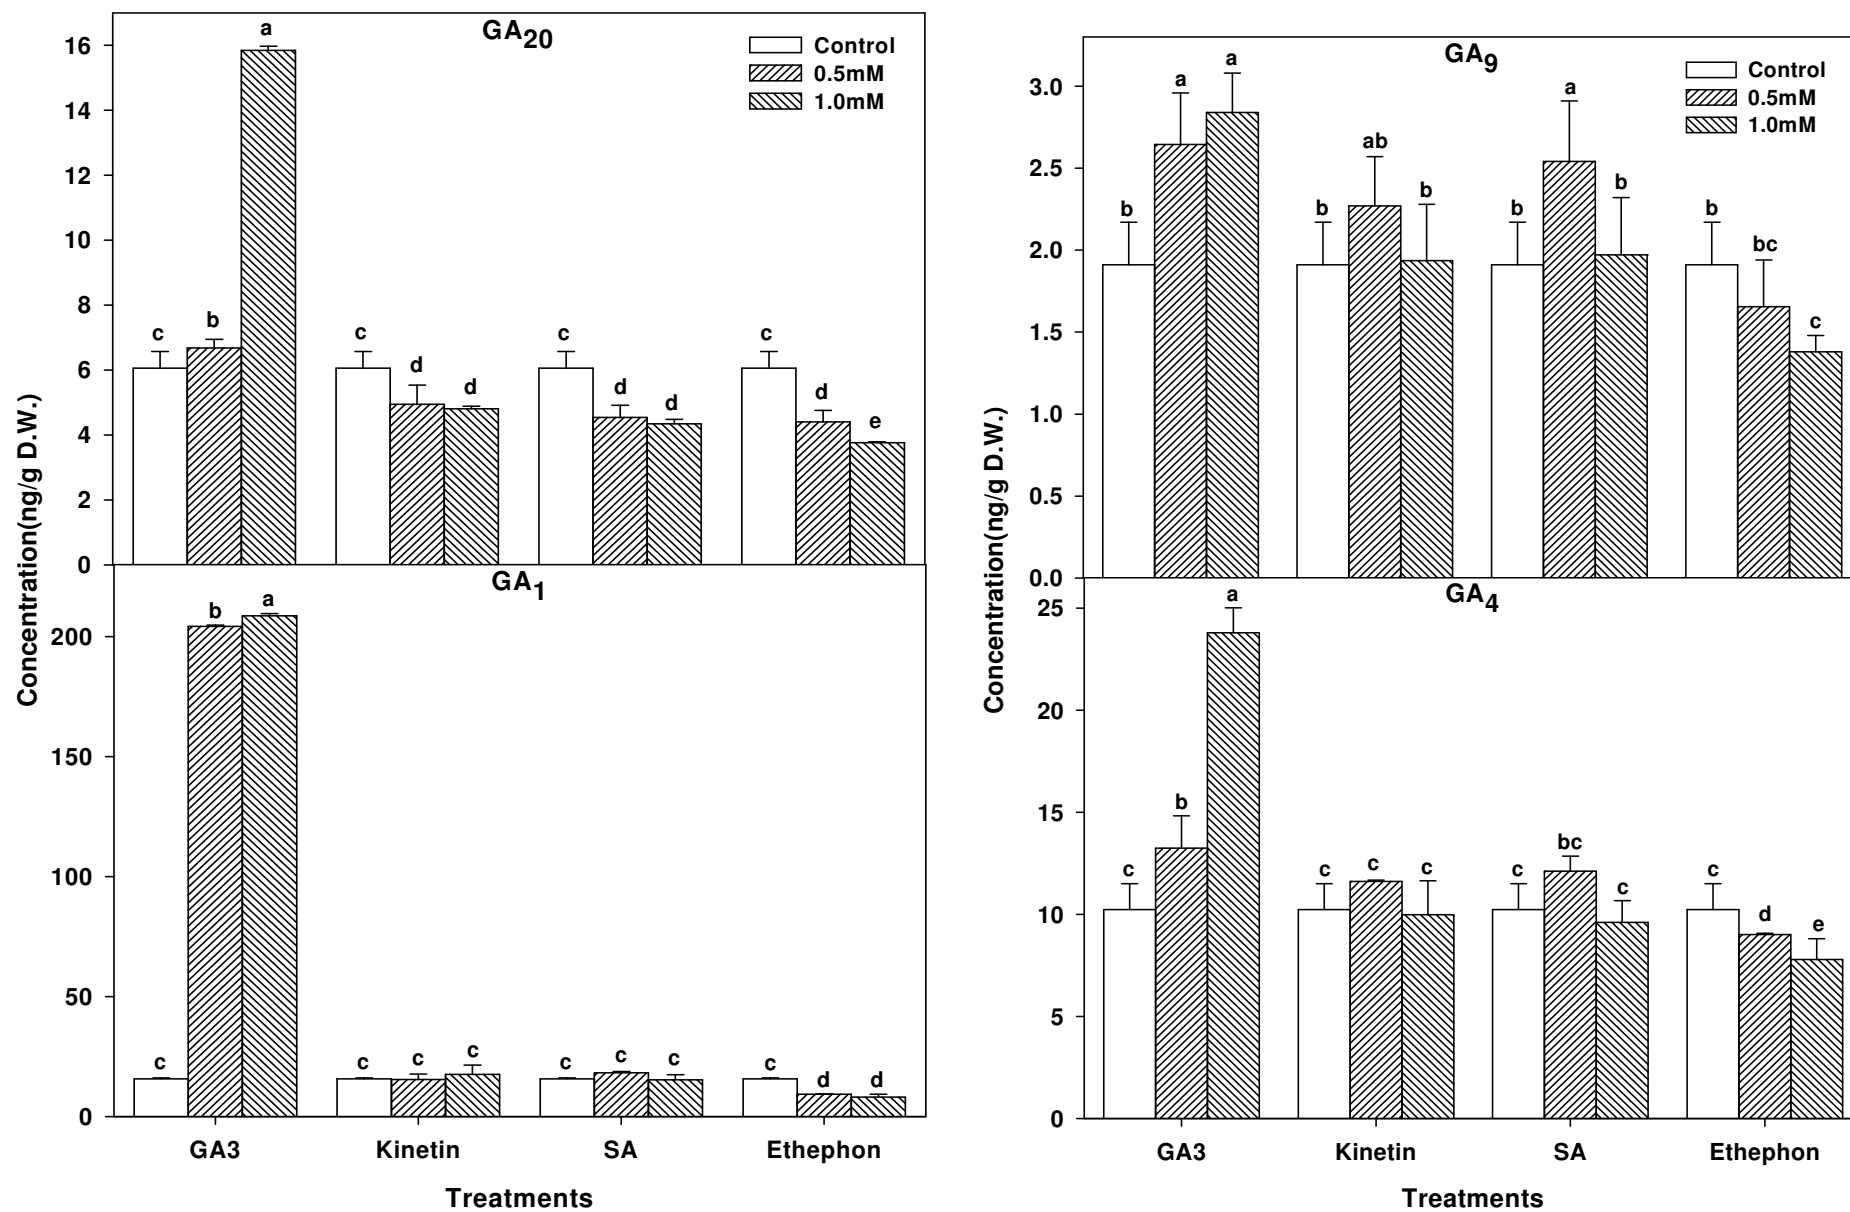 GA20
Control
0.5mM
1.0mM
16
14
12
10
8
6
4
2
0
a
c b
c d d
c d d
c d e
Concentration(ng/g D.W.)
GA1
200
150
100
50
0
c b a
c c c
c c c
c d d
GA3 Kinetin SA Ethephon
Treatments
GA9
Control
0.5mM
1.0mM
3.0
2.5
2.0
1.5
1.0
0.5
0.0
b a a
b ab b
b a b
b bc c
Concentration(ng/g D.W.)
GA4
25
20
15
10
5
0
c b a
c c c
c bc c
c d e
GA3 Kinetin SA Ethephon
Treatments